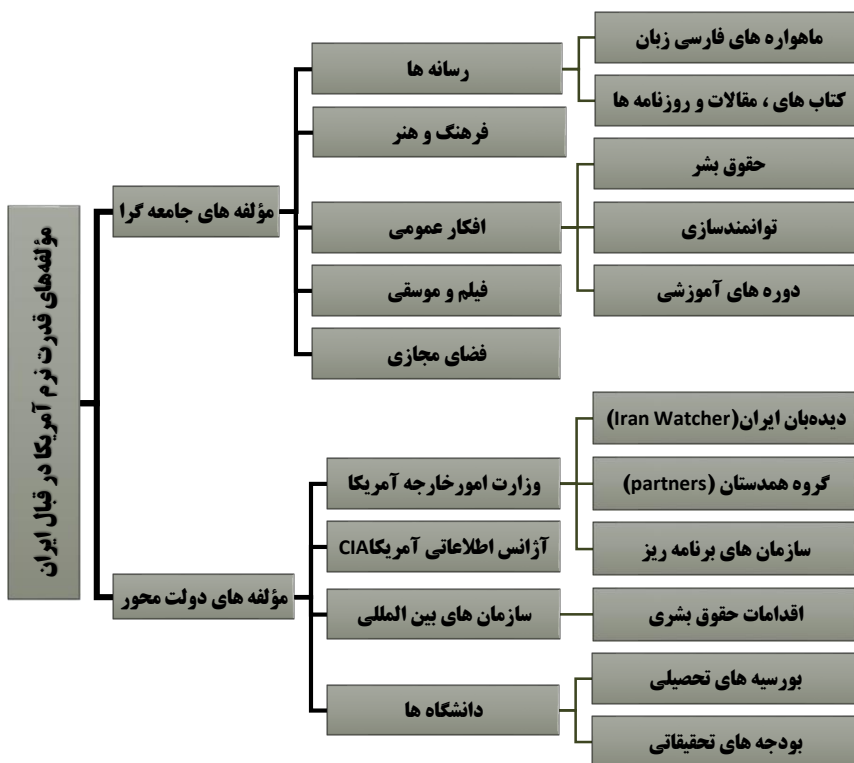 مؤلفه‌های قدرت نرم آمریکا در قبال ایران
مؤلفه های جامعه گرا
رسانه ها
ماهواره های فارسی زبان
کتاب های ، مقالات و روزنامه ها
فرهنگ و هنر
افکار عمومی
حقوق بشر
توانمندسازی
دوره های آموزشی
فیلم و موسقی
فضای مجازی
مؤلفه های دولت محور
وزارت امورخارجه آمریکا
دیده‌بان ایران(Iran Watcher)
گروه همدستان (partners)
سازمان های برنامه ریز
آژانس اطلاعاتی آمریکاCIA
سازمان های بین المللی
اقدامات حقوق بشری
دانشگاه ها
بورسیه های تحصیلی
بودجه های تحقیقاتی